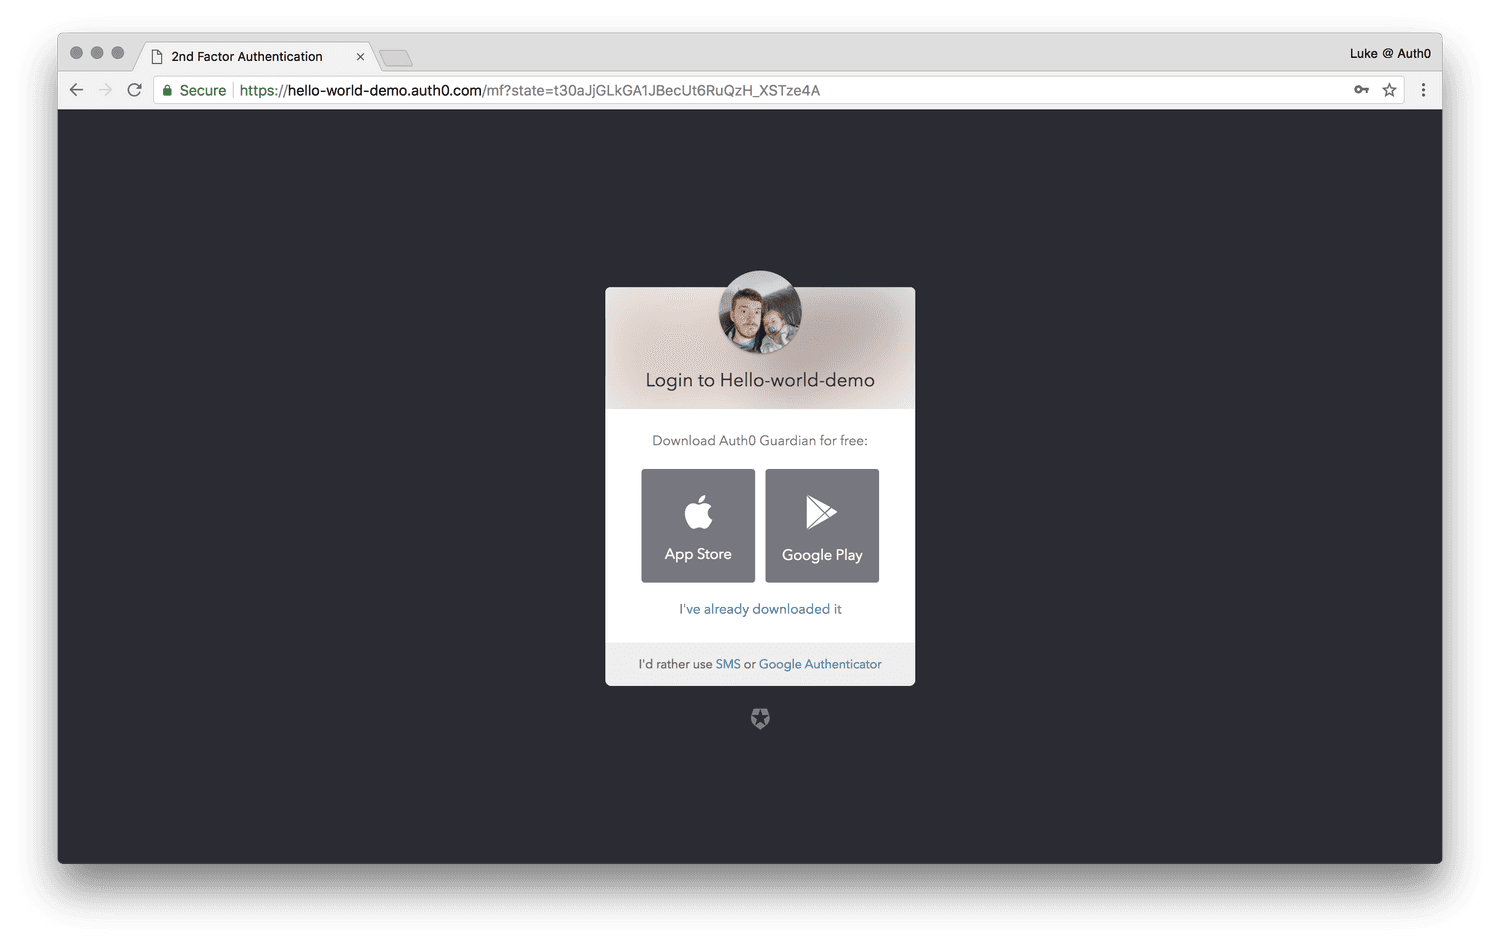 2nd Factor Authentication
Luke @ Auth0
Secure
https://hello-world-demo.auth0.com/mf?state=t30aJjGLkGA1JBecUt6RuQzH_XSTze4A
Login to Hello-world-demo
Download Auth0 Guardian for free:
App Store
Google Play
I've already downloaded it
I'd rather use SMS or Google Authenticator